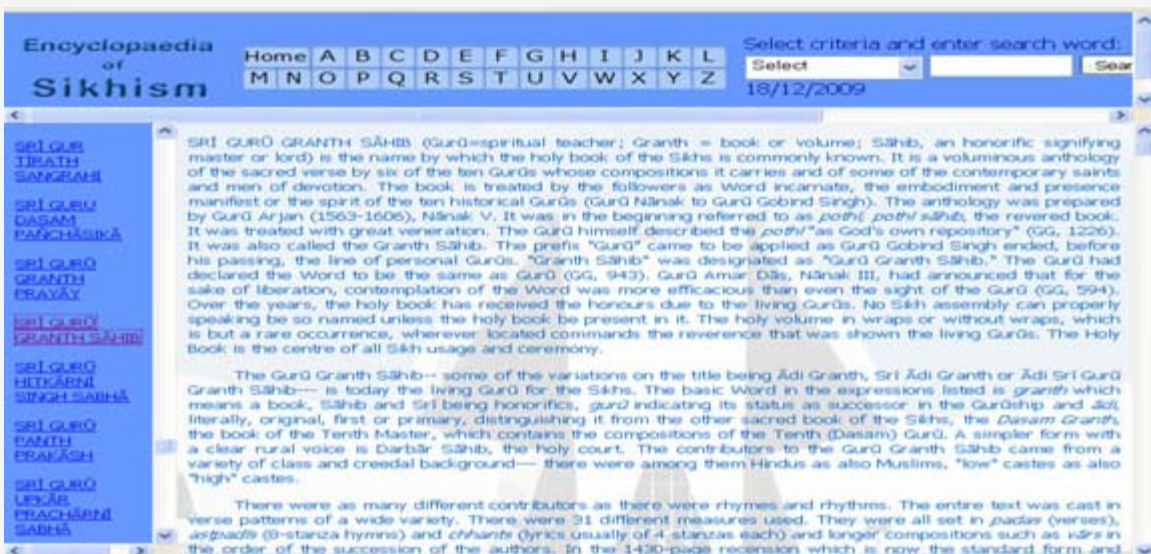 Encyclopaedia
of
Sikhism
Home A B C D E F G H I J K L
M N O P Q R S T U V W X Y Z
Select criteria and enter search word:
Select
Sear
18/12/2009
SRĪ GUR
TĪRATH
SANGRAHI
SRĪ GURU
DASAM
PAÑCHĀSIKĀ
SRĪ GURŪ
GRANTH
PRAYĀY
SRĪ GURŪ
GRANTH SĀHIB
SRĪ GURŪ
HITKĀRNĪ
SINGH SABHĀ
SRĪ GURŪ
PANTH
PRAKĀSH
SRĪ GURŪ
UPKĀR
PRACHĀRNĪ
SABHĀ
SRĪ GURŪ GRANTH SĀHIB (Gurū=spiritual teacher; Granth = book or volume; Sāhib, an honorific signifying
master or lord) is the name by which the holy book of the Sikhs is commonly known. It is a voluminous anthology
of the sacred verse by six of the ten Gurūs whose compositions it carries and of some of the contemporary saints
and men of devotion. The book is treated by the followers as Word incarnate, the embodiment and presence
manifest or the spirit of the ten historical Gurūs (Gurū Nānak to Gurū Gobind Singh). The anthology was prepared
by Gurū Arjan (1563-1606), Nānak V. It was in the beginning referred to as pothī, pothī sāhib, the revered book.
It was treated with great veneration. The Gurū himself described the pothī "as God's own repository" (GG, 1226).
It was also called the Granth Sāhib. The prefix "Gurū" came to be applied as Gurū Gobind Singh ended, before
his passing, the line of personal Gurūs. "Granth Sāhib" was designated as "Gurū Granth Sāhib." The Gurū had
declared the Word to be the same as Gurū (GG, 943). Gurū Amar Dās, Nānak III, had announced that for the
sake of liberation, contemplation of the Word was more efficacious than even the sight of the Gurū (GG, 594).
Over the years, the holy book has received the honours due to the living Gurūs. No Sikh assembly can properly
speaking be so named unless the holy book be present in it. The holy volume in wraps or without wraps, which
is but a rare occurrence, wherever located commands the reverence that was shown the living Gurūs. The Holy
Book is the centre of all Sikh usage and ceremony.
The Gurū Granth Sāhib-- some of the variations on the title being Ādi Granth, Srī Ādi Granth or Ādi Srī Gurū
Granth Sāhib--- is today the living Gurū for the Sikhs. The basic Word in the expressions listed is granth which
means a book, Sāhib and Srī being honorifics, gurū indicating its status as successor in the Gurūship and ādi,
literally, original, first or primary, distinguishing it from the other sacred book of the Sikhs, the Dasam Granth,
the book of the Tenth Master, which contains the compositions of the Tenth (Dasam) Gurū. A simpler form with
a clear rural voice is Darbār Sāhib, the holy court. The contributors to the Gurū Granth Sāhib came from a
variety of class and creedal background--- there were among them Hindus as also Muslims, "low" castes as also
"high" castes.
There were as many different contributors as there were rhymes and rhythms. The entire text was cast in
verse patterns of a wide variety. There were 31 different measures used. They were all set in padas (verses),
astpadīs (8-stanza hymns) and chhants (lyrics usually of 4 stanzas each) and longer compositions such as vārs in
the order of the succession of the authors. In the 1430-page recension which is now the standard format,